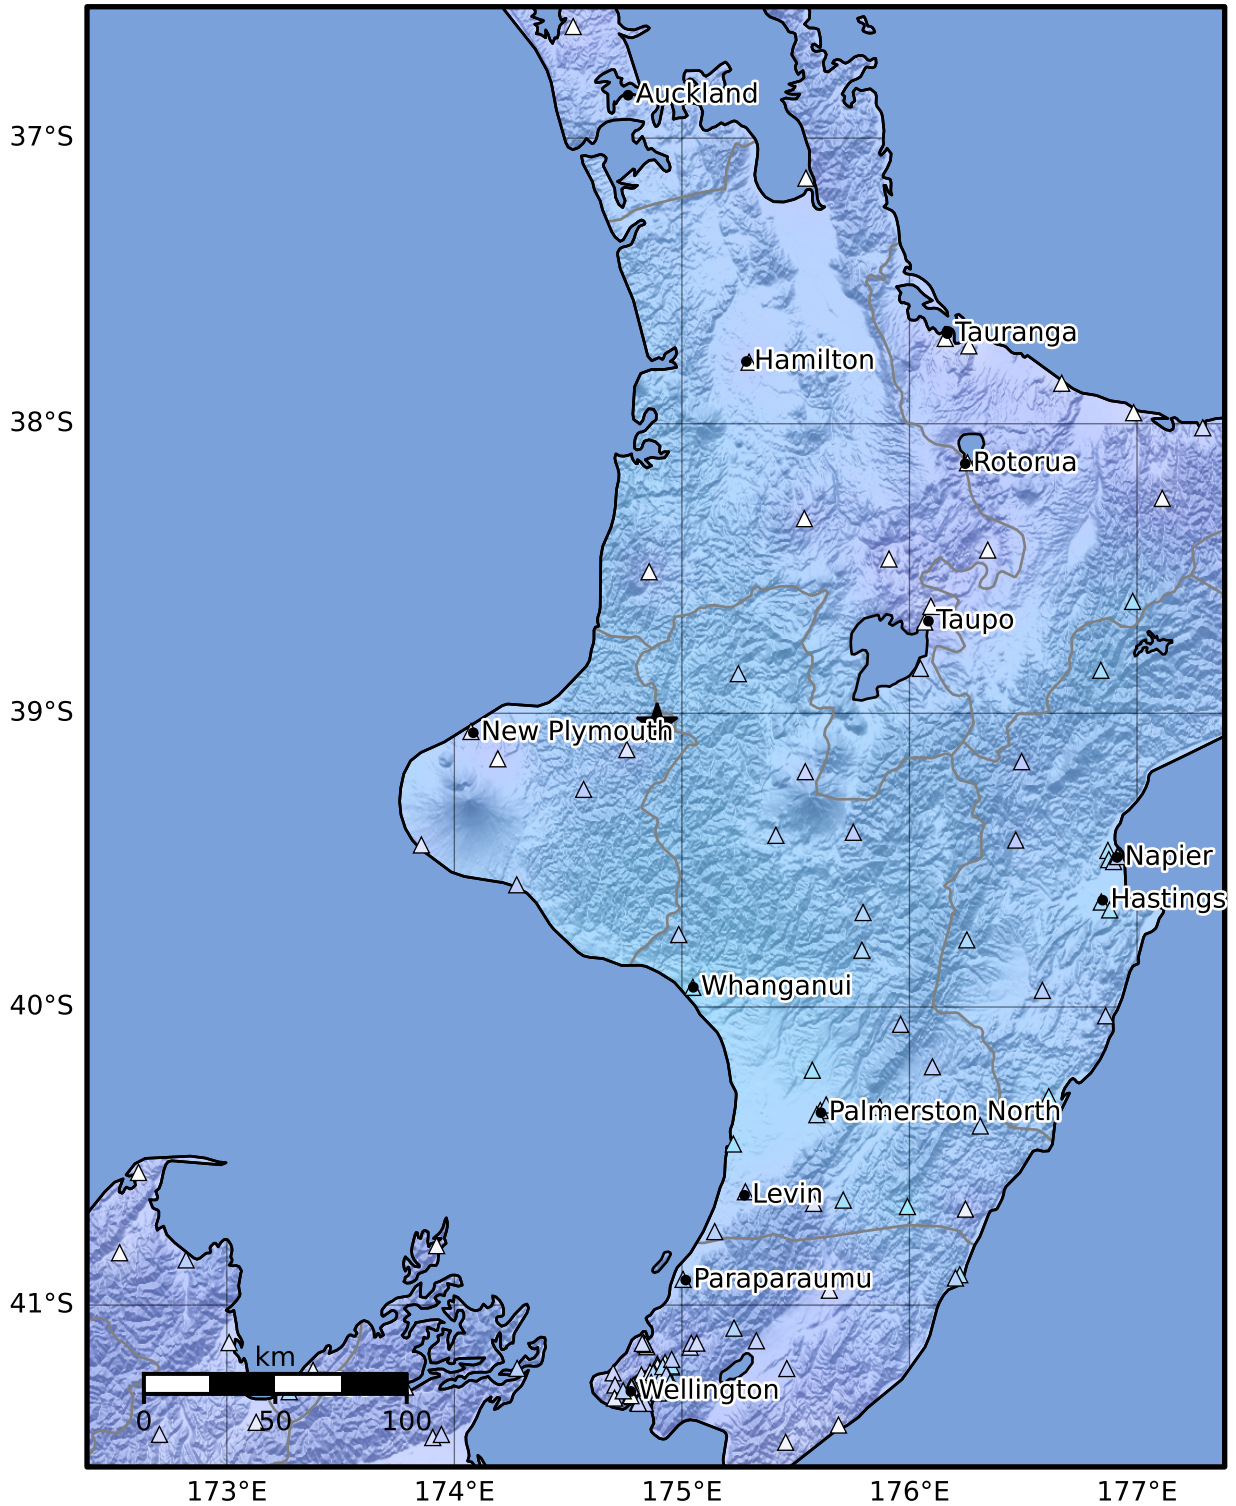 Auckland
37°S
Tauranga
Hamilton
38°S
Rotorua
Taupo
39°S
New Plymouth
Napier
Hastings
Whanganui
40°S
Palmerston North
Levin
Paraparaumu
41°S
km
Wellington
0 50 100
173°E 174°E 175°E 176°E 177°E